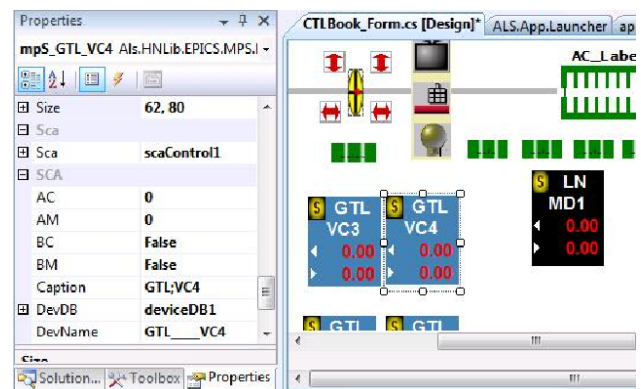 Properties
mpS_GTL_VC4 Als.HNLib.EPICS.MPS.
Size 62, 80
Sca
Sca scaControl1
SCA
AC 0
AM 0
BC False
BM False
Caption GTL;VC4
DevDB deviceDB1
DevName GTL____VC4
Size
Solution... Toolbox Properties
CTLBook_Form.cs [Design]* ALS.App.Launcher ap
AC_Labe
S GTL
VC3
0.00
0.00
S GTL
VC4
0.00
0.00
S LN
MD1
0.00
0.00
S GTL S GTL